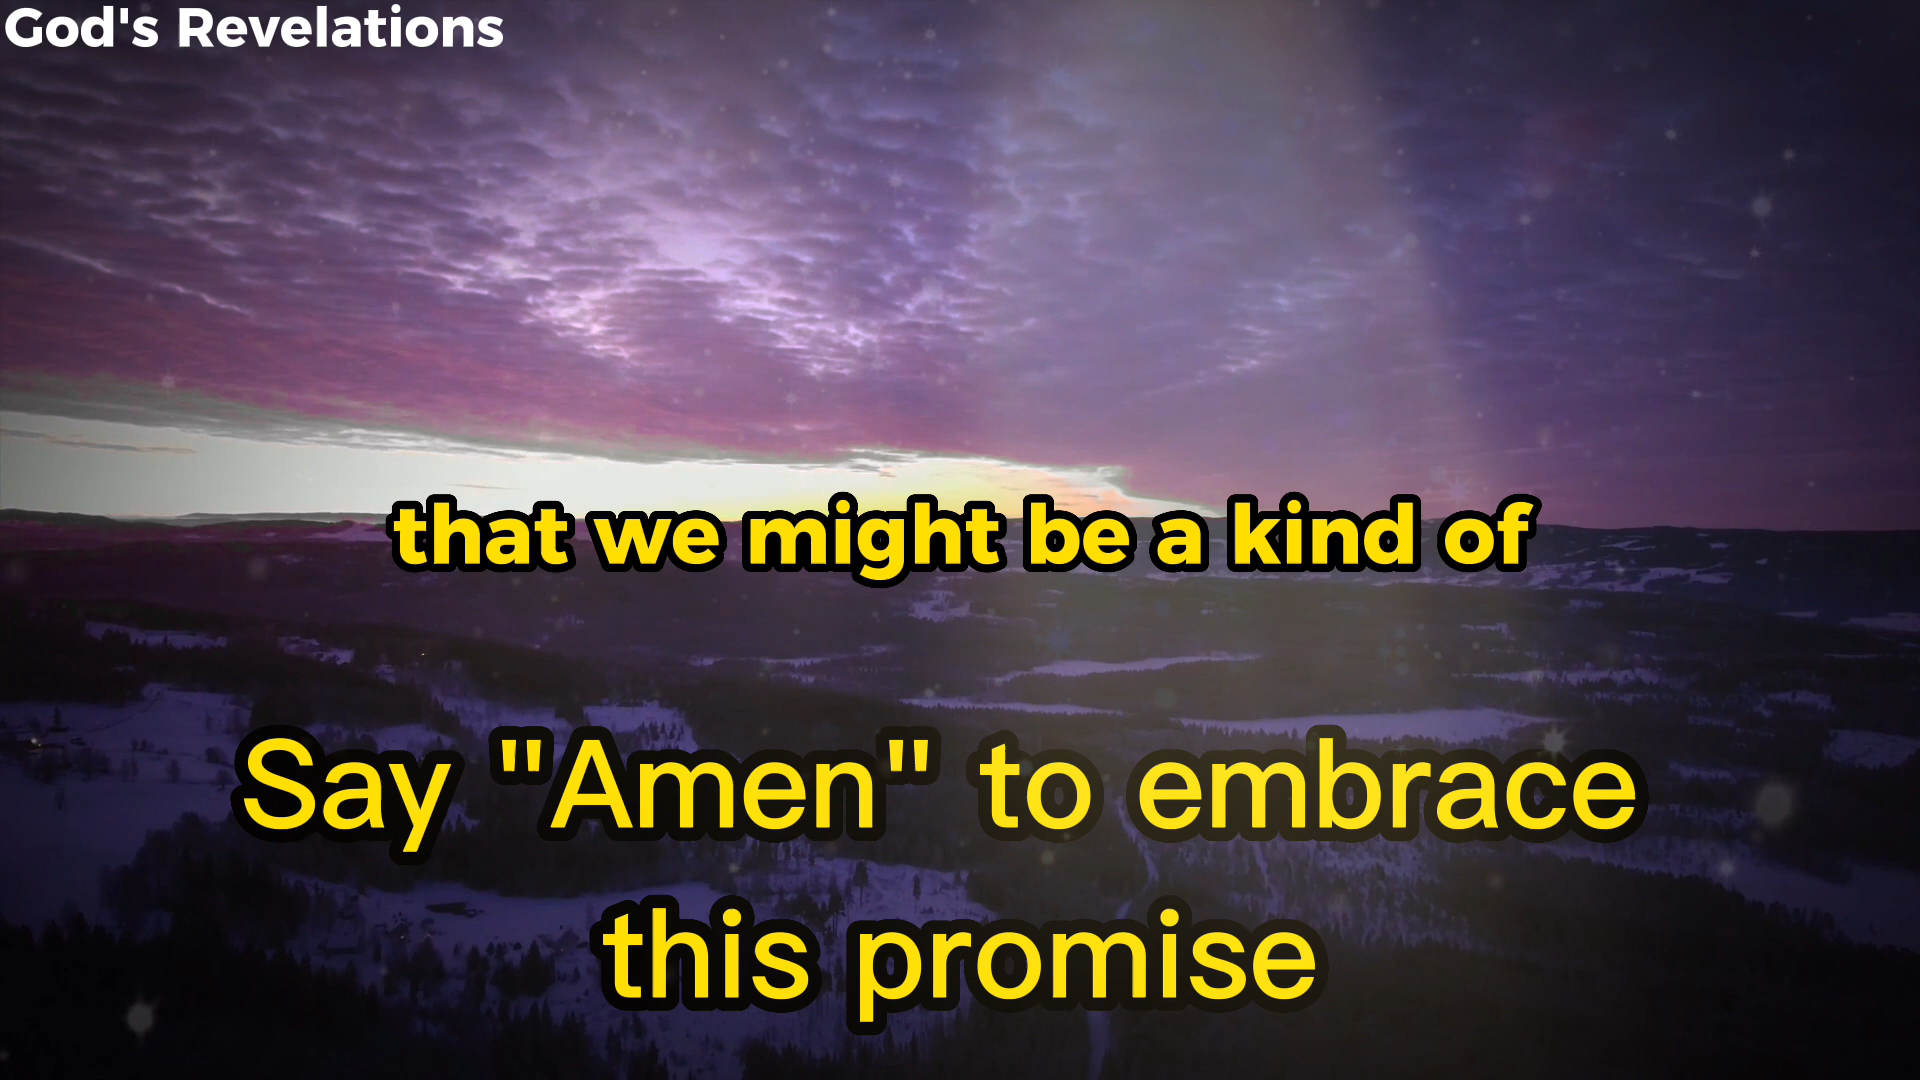 God's Revelations
that we might be a kind of
Say "Amen" to embrace
this promise